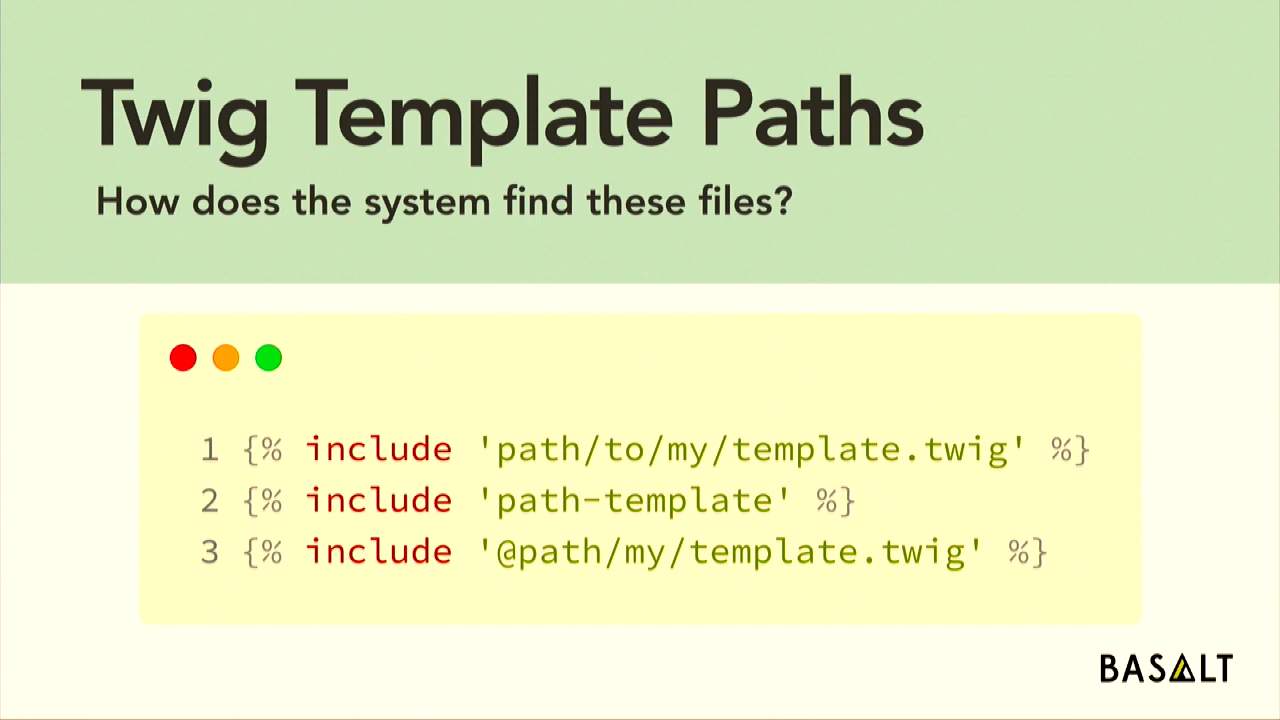 Twig Template Paths
How does the system find these files?
1 {% include 'path/to/my/template.twig' %}
2 {% include 'path-template' %}
3 {% include '@path/my/template.twig' %}
BASALT